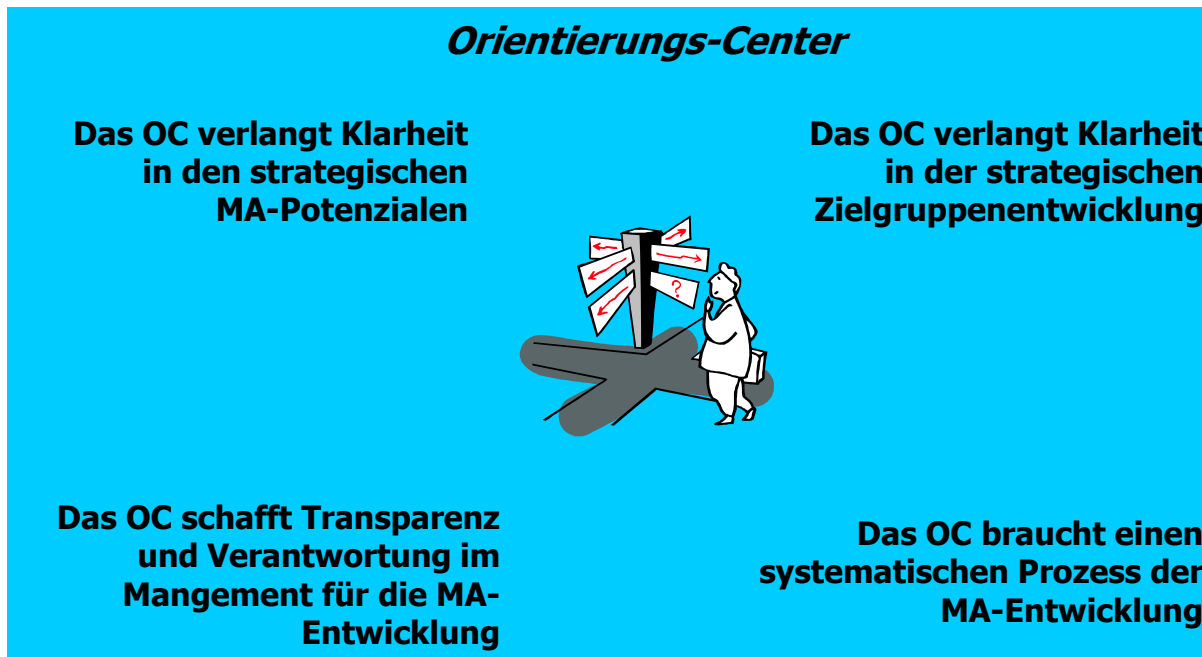 Orientierungs-Center
Das OC verlangt Klarheit
in den strategischen
MA-Potenzialen
Das OC verlangt Klarheit
in der strategischen
Zielgruppenentwicklung
?
Das OC schafft Transparenz
und Verantwortung im
Mangement für die MA-
Entwicklung
Das OC braucht einen
systematischen Prozess der
MA-Entwicklung